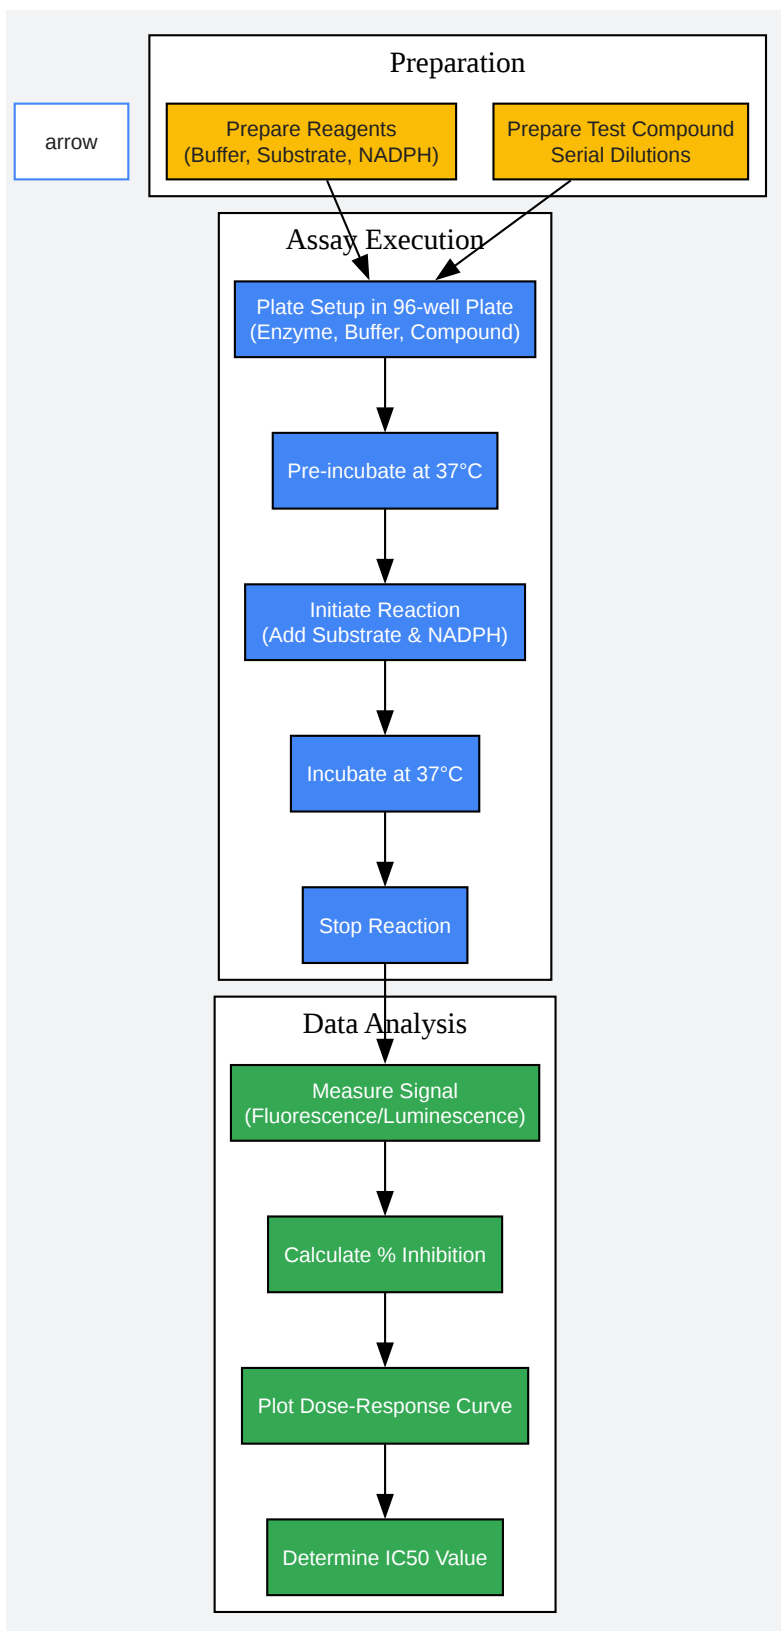 Preparation
arrow
Prepare Reagents
(Buffer, Substrate, NADPH)
Prepare Test Compound
Serial Dilutions
Assay Execution
Plate Setup in 96-well Plate
(Enzyme, Buffer, Compound)
Pre-incubate at 37°C
Initiate Reaction
(Add Substrate & NADPH)
Incubate at 37°C
Stop Reaction
Data Analysis
Measure Signal
(Fluorescence/Luminescence)
Calculate % Inhibition
Plot Dose-Response Curve
Determine IC50 Value